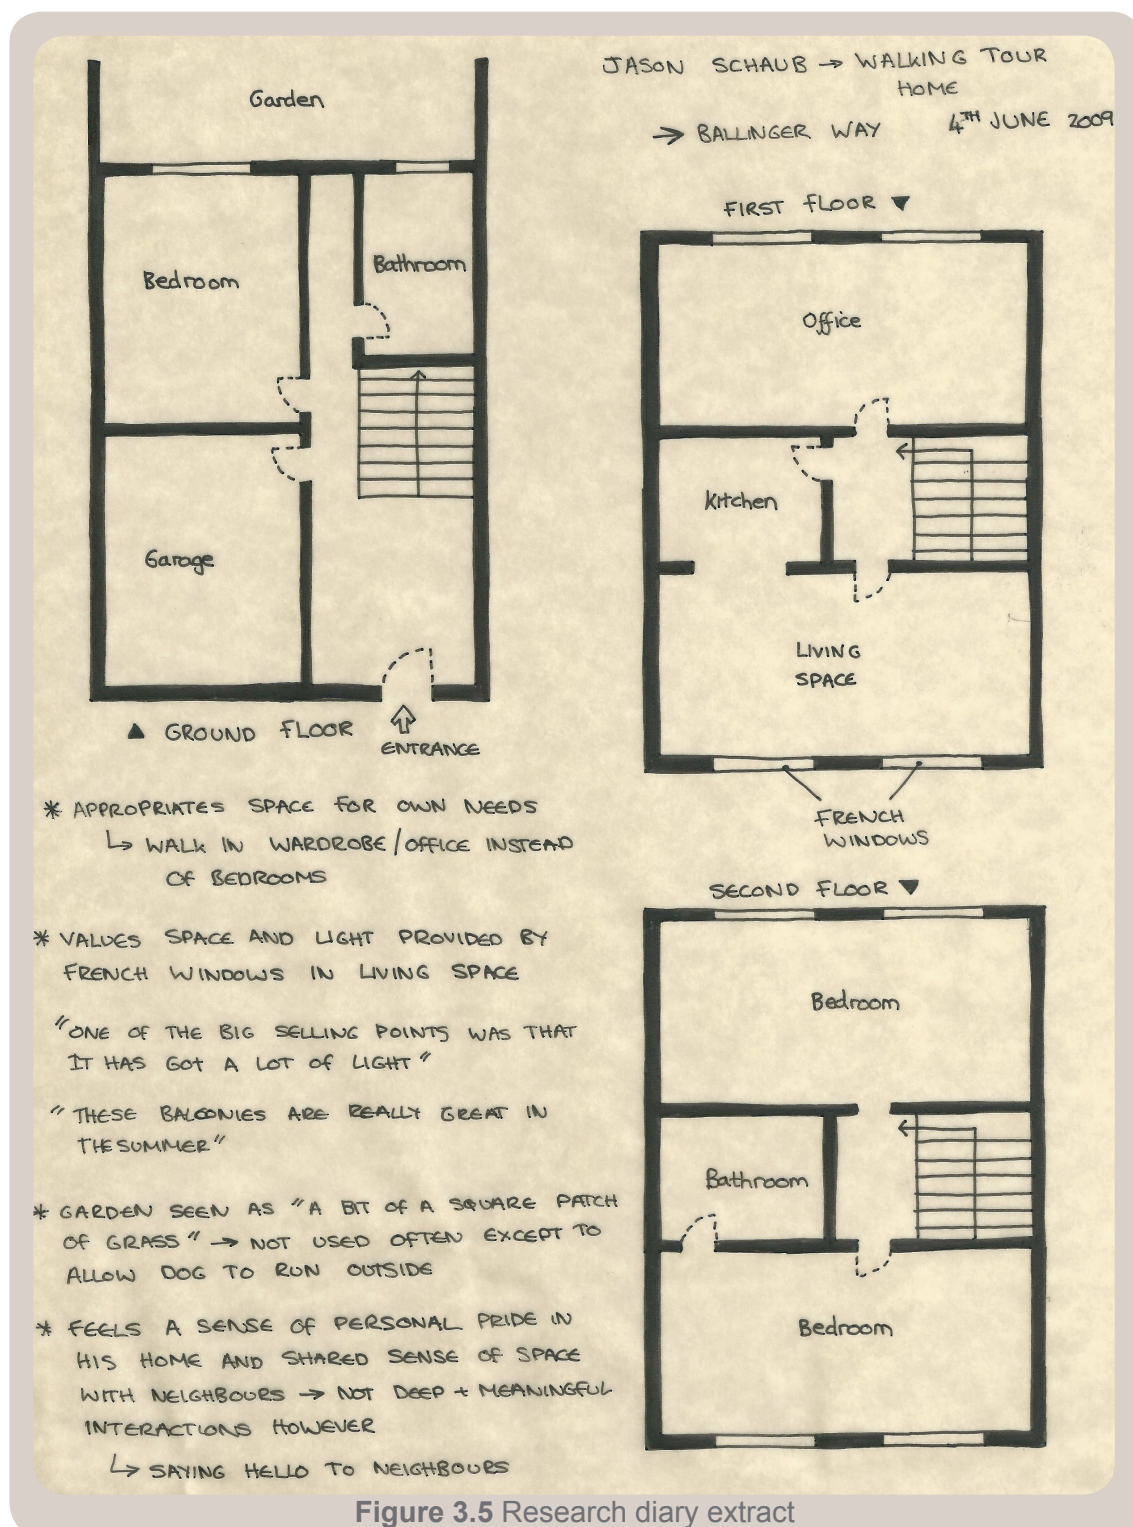 JASON SCHAUB → WALKING TOUR
HOME
→ BALLINGER WAY 4TH JUNE 2009
Garden
Bedroom
Bathroom
Garage
▲ GROUND FLOOR
ENTRANCE
FIRST FLOOR ▼
Office
Kitchen
LIVING
SPACE
FRENCH
WINDOWS
SECOND FLOOR ▼
Bedroom
Bathroom
Bedroom
* APPROPRIATES SPACE FOR OWN NEEDS
↳ WALK IN WARDROBE/OFFICE INSTEAD
OF BEDROOMS
* VALUES SPACE AND LIGHT PROVIDED BY
FRENCH WINDOWS IN LIVING SPACE
"ONE OF THE BIG SELLING POINTS WAS THAT
IT HAS GOT A LOT OF LIGHT"
"THESE BALCONIES ARE REALLY GREAT IN
THE SUMMER"
* GARDEN SEEN AS "A BIT OF A SQUARE PATCH
OF GRASS" → NOT USED OFTEN EXCEPT TO
ALLOW DOG TO RUN OUTSIDE
* FEELS A SENSE OF PERSONAL PRIDE IN
HIS HOME AND SHARED SENSE OF SPACE
WITH NEIGHBOURS → NOT DEEP + MEANINGFUL
INTERACTIONS HOWEVER
↳ SAYING HELLO TO NEIGHBOURS
Figure 3.5 Research diary extract